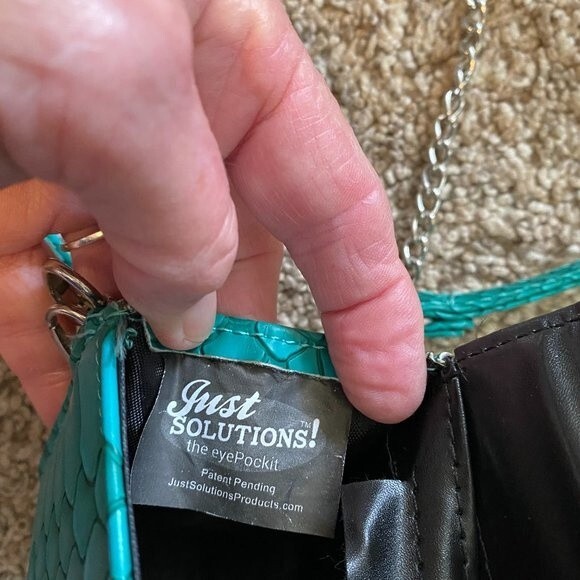 Just
SOLUTIONS!™
the eyePockit
Patent Pending
JustSolutionsProducts.com